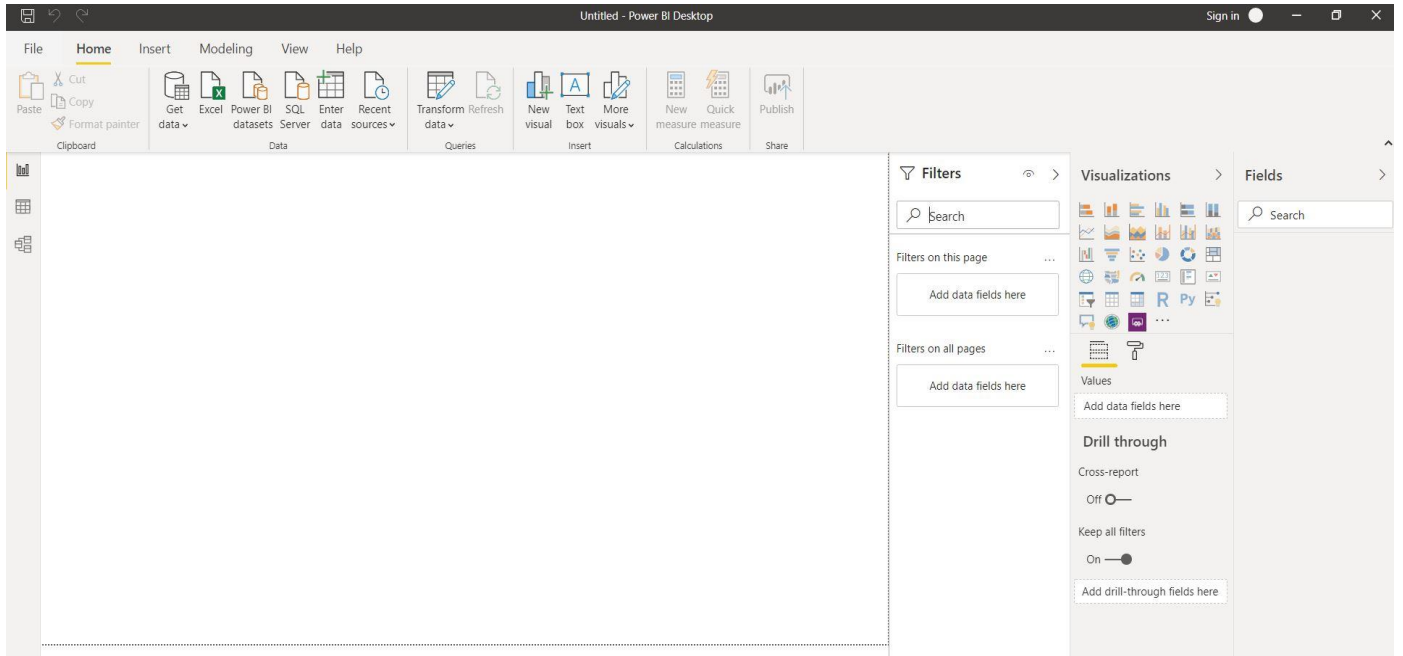 Untitled - Power BI Desktop
Sign in
File Home Insert Modeling View Help
Paste
Cut
Copy
Format painter
Clipboard
Get data
Excel
Power BI datasets
SQL Server
Enter data
Recent sources
Data
Transform data
Refresh
Queries
New visual
Text box
More visuals
Insert
New measure
Quick measure
Calculations
Publish
Share
Filters
Search
Filters on this page ...
Add data fields here
Filters on all pages ...
Add data fields here
Visualizations
123
R
Py
...
Values
Add data fields here
Drill through
Cross-report
Off
Keep all filters
On
Add drill-through fields here
Fields
Search